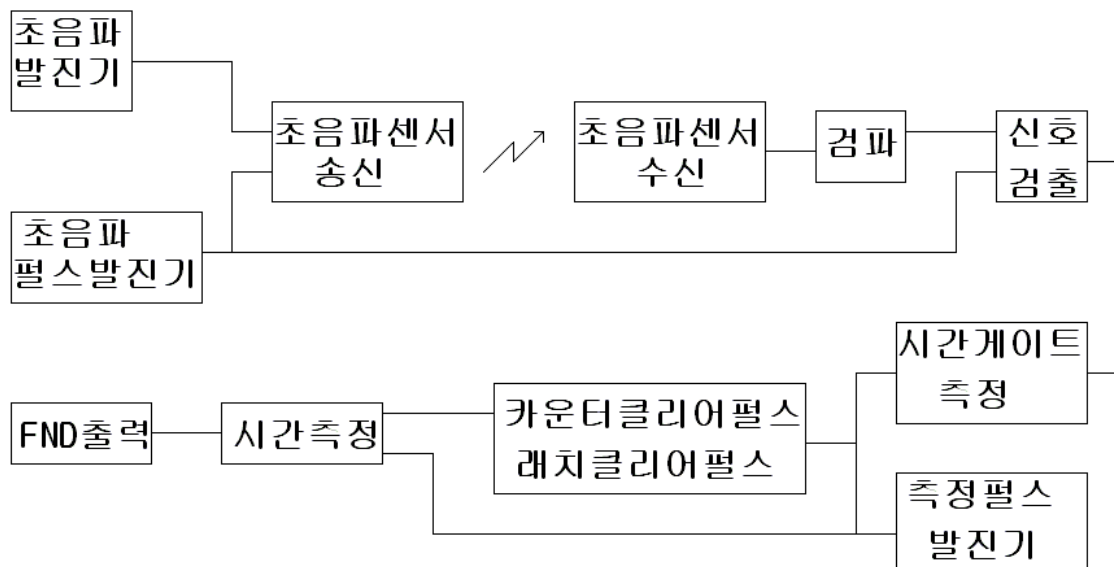 초음파
발진기
초음파센서
송신
초음파센서
수신
검파
신호
검출
초음파
펄스발진기
시간게이트
측정
FND출력
시간측정
카운터클리어펄스
래치클리어펄스
측정펄스
발진기